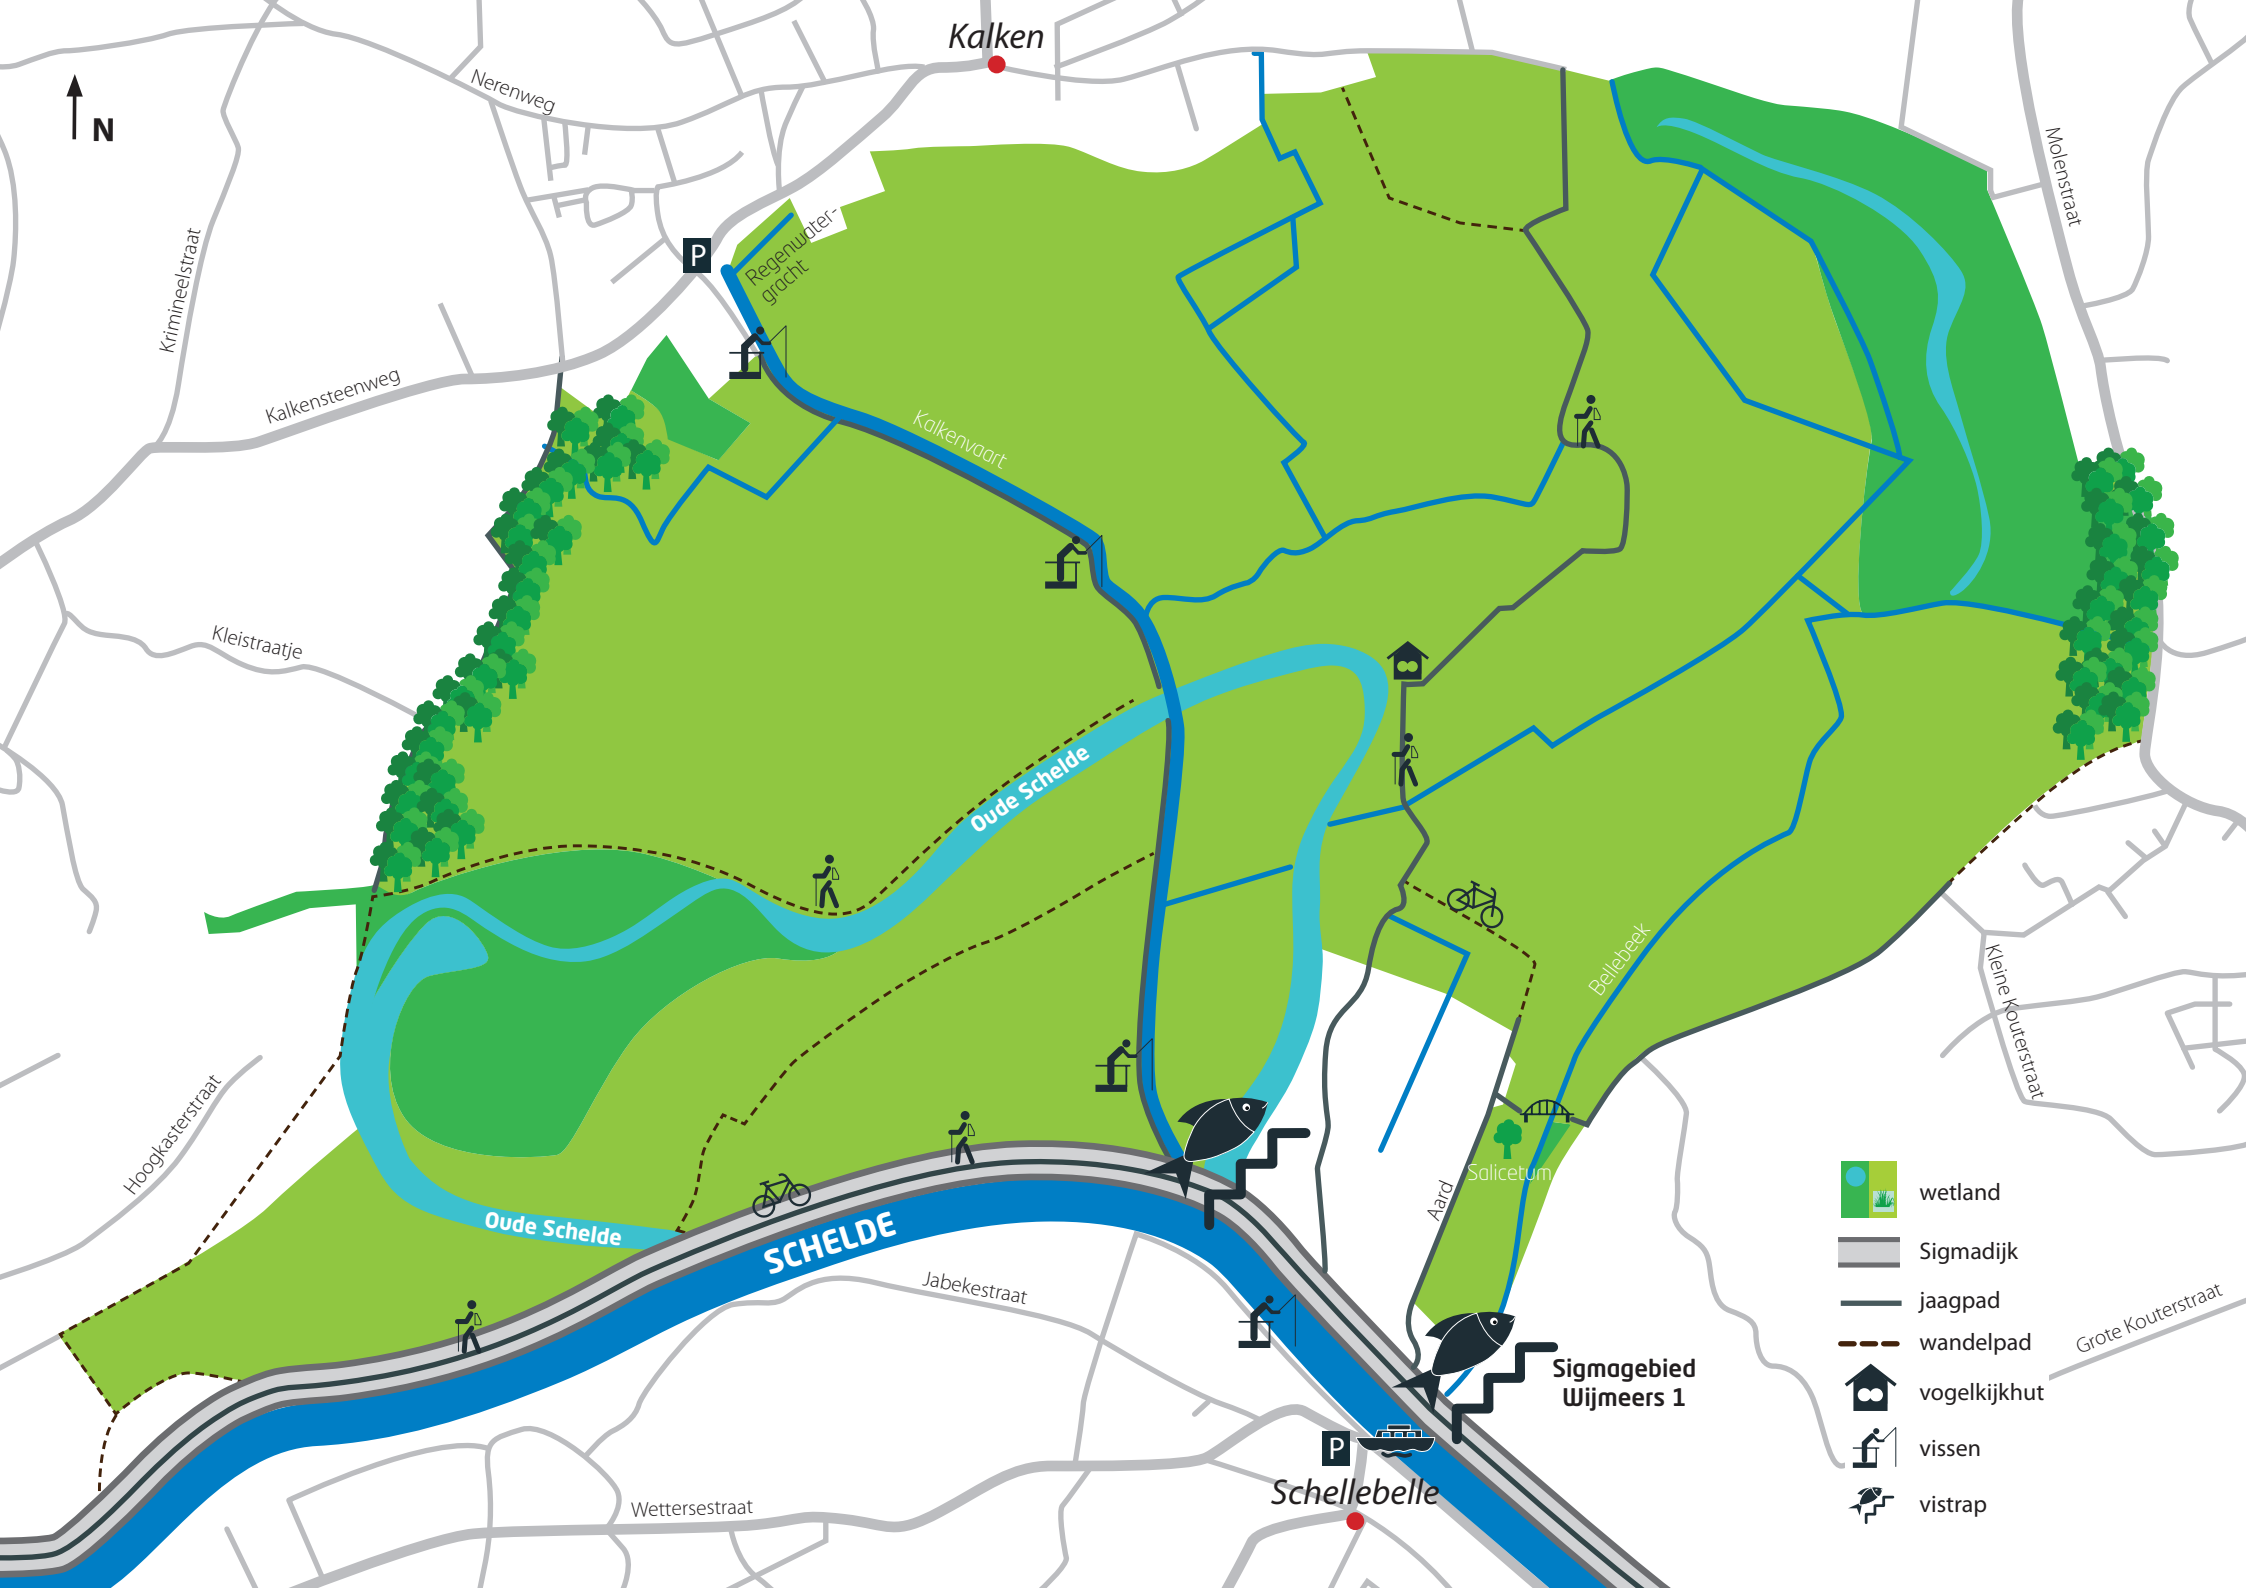 Kalken
Nerenweg
N
Molenstraat
P
Regenwater-
gracht
Krimineelstraat
Kalkensteenweg
Kalkenvaart
Kleistraatje
Oude Schelde
Bellebeek
Kleine Kouterstraat
Hoogkasterstraat
Salicetum
Aard
Oude Schelde
SCHELDE
Jabekestraat
Grote Kouterstraat
Sigmagebied
Wijmeers 1
P
Schellebelle
Wettersestraat
wetland
Sigmadijk
jaagpad
wandelpad
vogelkijkhut
vissen
vistrap